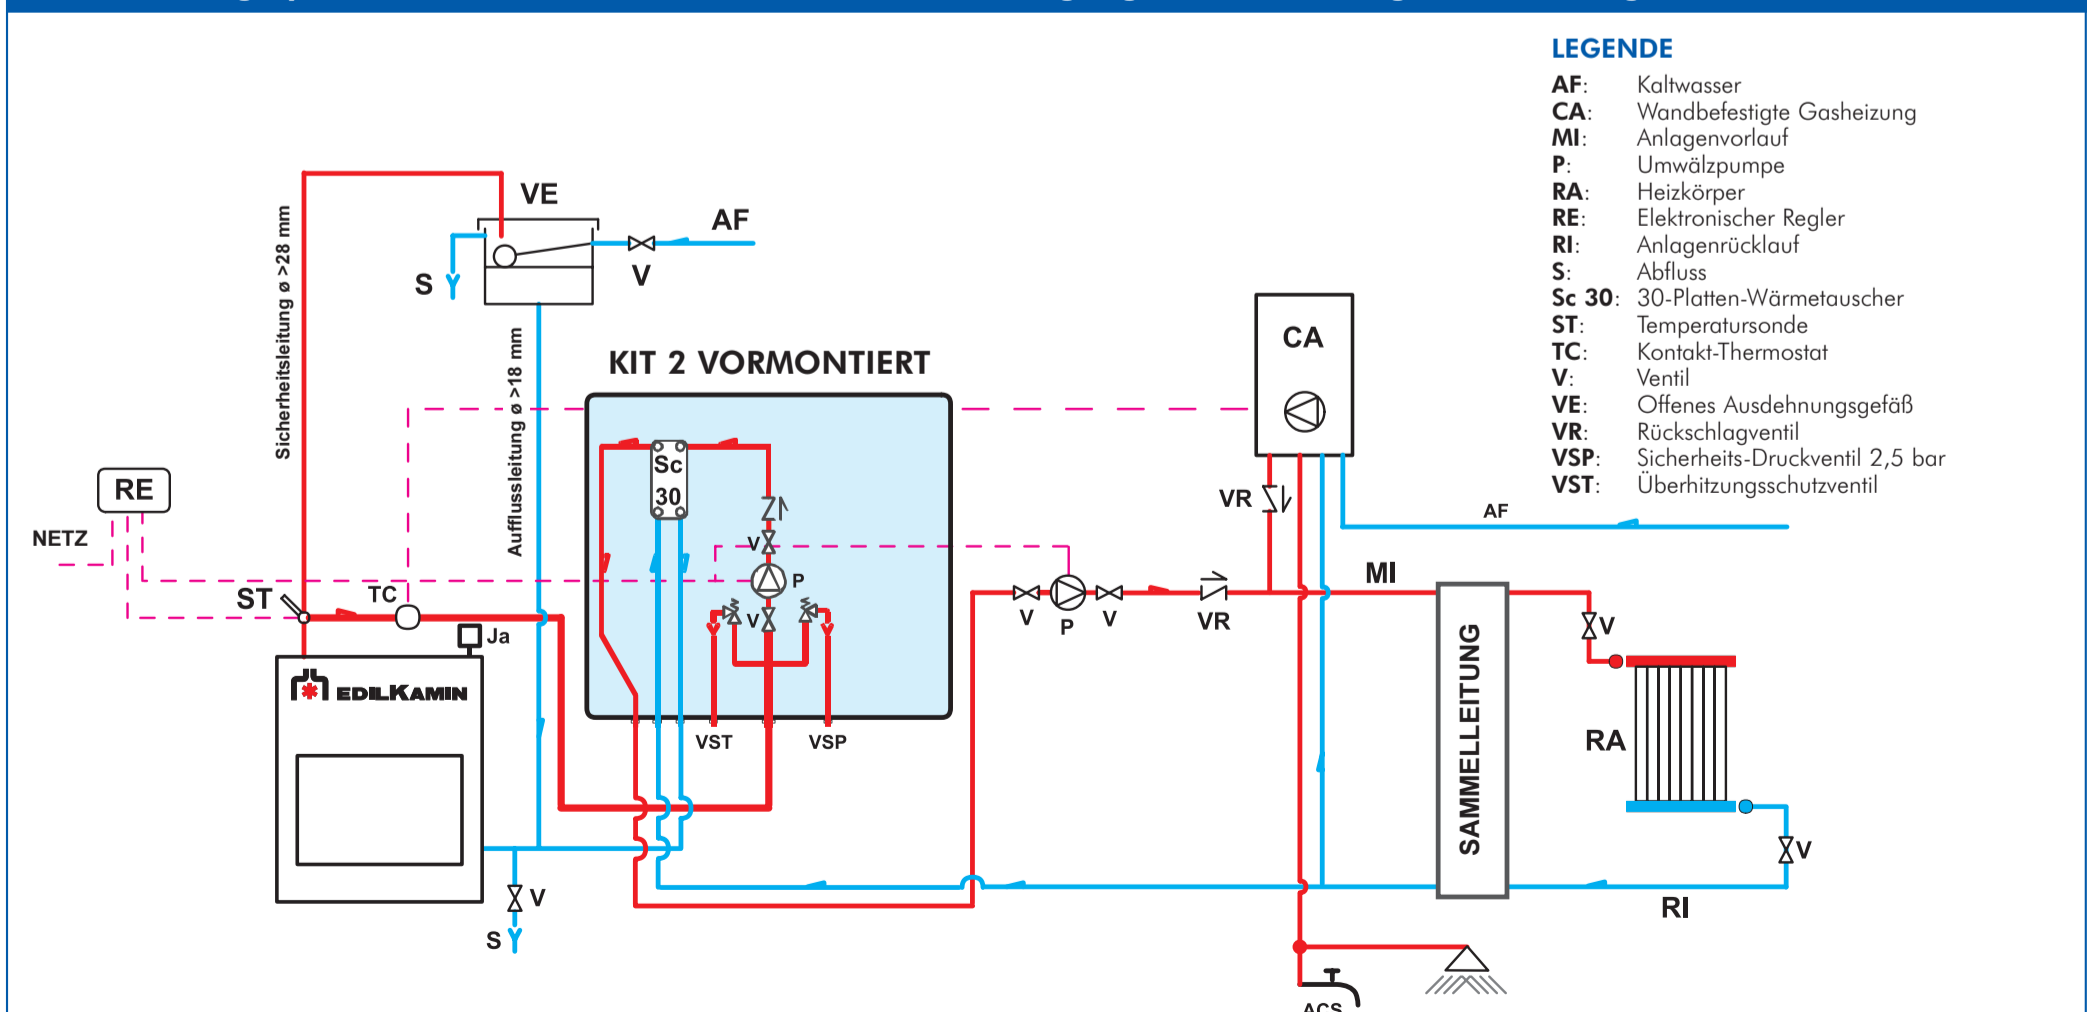 LEGENDE
AF: Kaltwasser
CA: Wandbefestigte Gasheizung
MI: Anlagenvorlauf
P: Umwälzpumpe
RA: Heizkörper
RE: Elektronischer Regler
RI: Anlagenrücklauf
S: Abfluss
Sc 30: 30-Platten-Wärmetauscher
ST: Temperatursonde
TC: Kontakt-Thermostat
V: Ventil
VE: Offenes Ausdehnungsgefäß
VR: Rückschlagventil
VSP: Sicherheits-Druckventil 2,5 bar
VST: Überhitzungsschutzventil
VE
AF
S
V
Sicherheitsleitung ø >28 mm
Aufflussleitung ø >18 mm
KIT 2 VORMONTIERT
CA
Sc
30
RE
NETZ
VR
AF
V
P
V
ST
TC
Ja
EDILKAMIN
MI
V
P
V
VR
V
SAMMELLEITUNG
RA
VST
VSP
V
V
S
RI
ACS